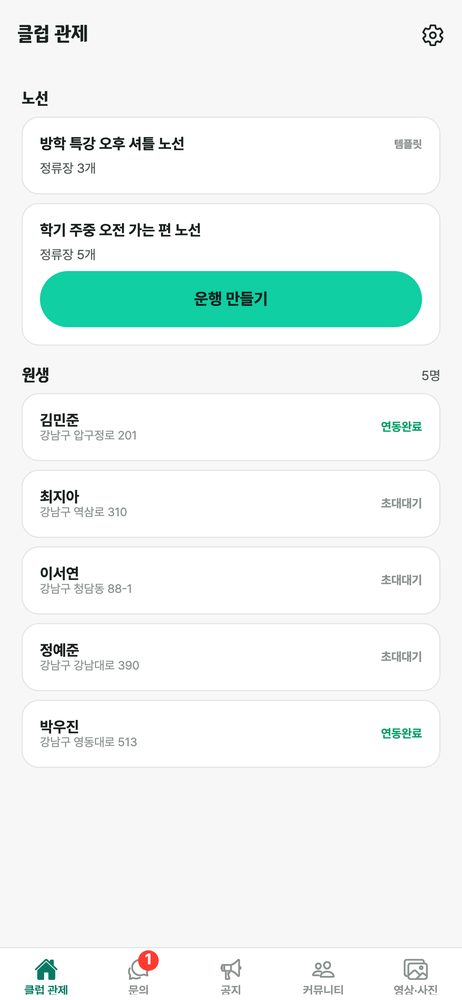 클럽 관제
노선
방학 특강 오후 셔틀 노선
템플릿
정류장 3개
학기 주중 오전 가는 편 노선
정류장 5개
운행 만들기
원생
5명
김민준
강남구 압구정로 201
연동완료
최지아
강남구 역삼로 310
초대대기
이서연
강남구 청담동 88-1
초대대기
정예준
강남구 강남대로 390
초대대기
박우진
강남구 영동대로 513
연동완료
1
클럽 관제
문의
공지
커뮤니티
영상·사진